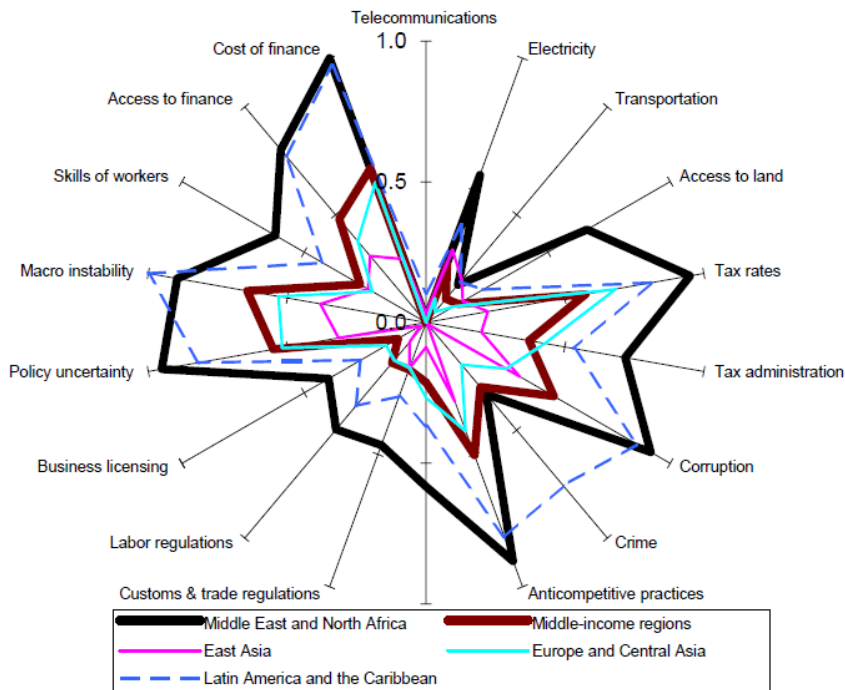 Telecommunications
1.0
Cost of finance
Electricity
Access to finance
Transportation
Skills of workers
0.5
Access to land
Macro instability
Tax rates
0.0
Policy uncertainty
Tax administration
Business licensing
Corruption
Labor regulations
Crime
Customs & trade regulations
Anticompetitive practices
Middle East and North Africa
Middle-income regions
East Asia
Europe and Central Asia
Latin America and the Caribbean